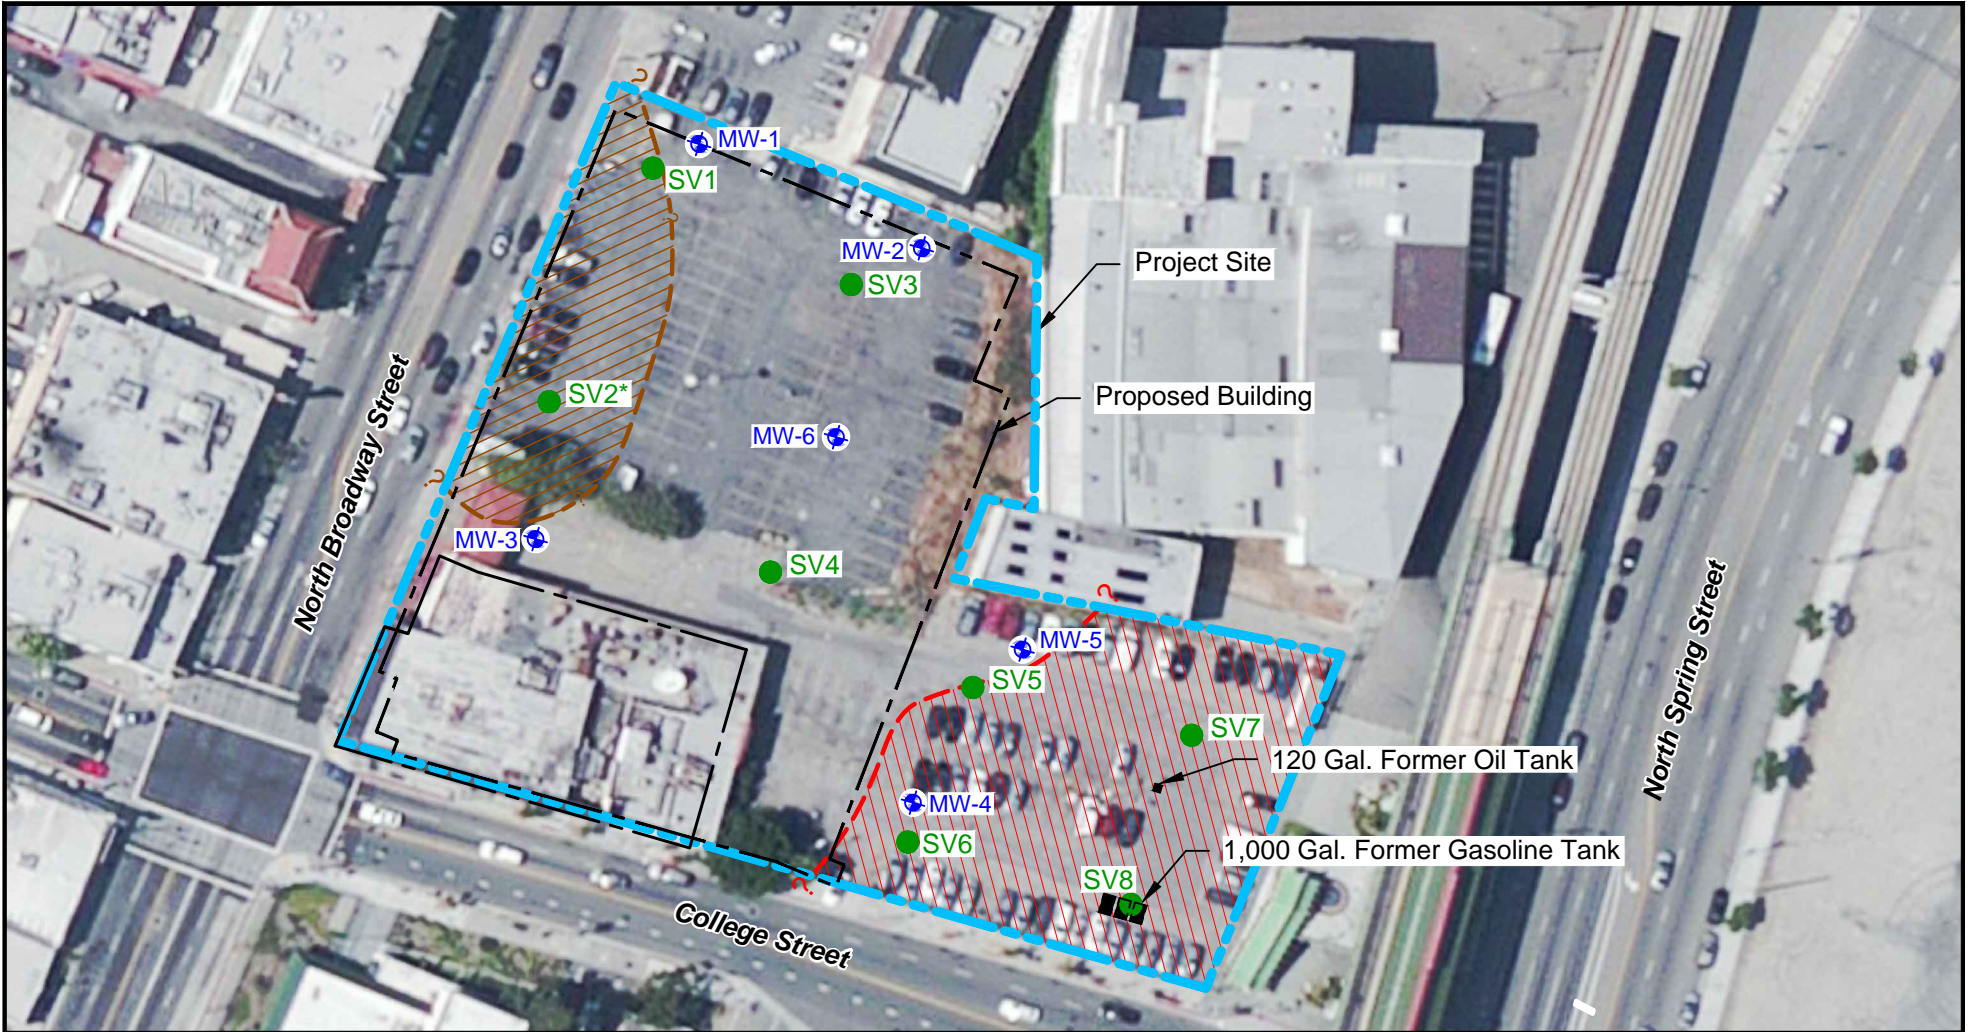 ?
MW-1
SV1
?
MW-2
SV3
Project Site
Proposed Building
SV2*
MW-6
?
?
MW-3
North Broadway Street
SV4
?
MW-5
SV5
SV7
North Spring Street
120 Gal. Former Oil Tank
MW-4
SV6
1,000 Gal. Former Gasoline Tank
SV8
?
College Street